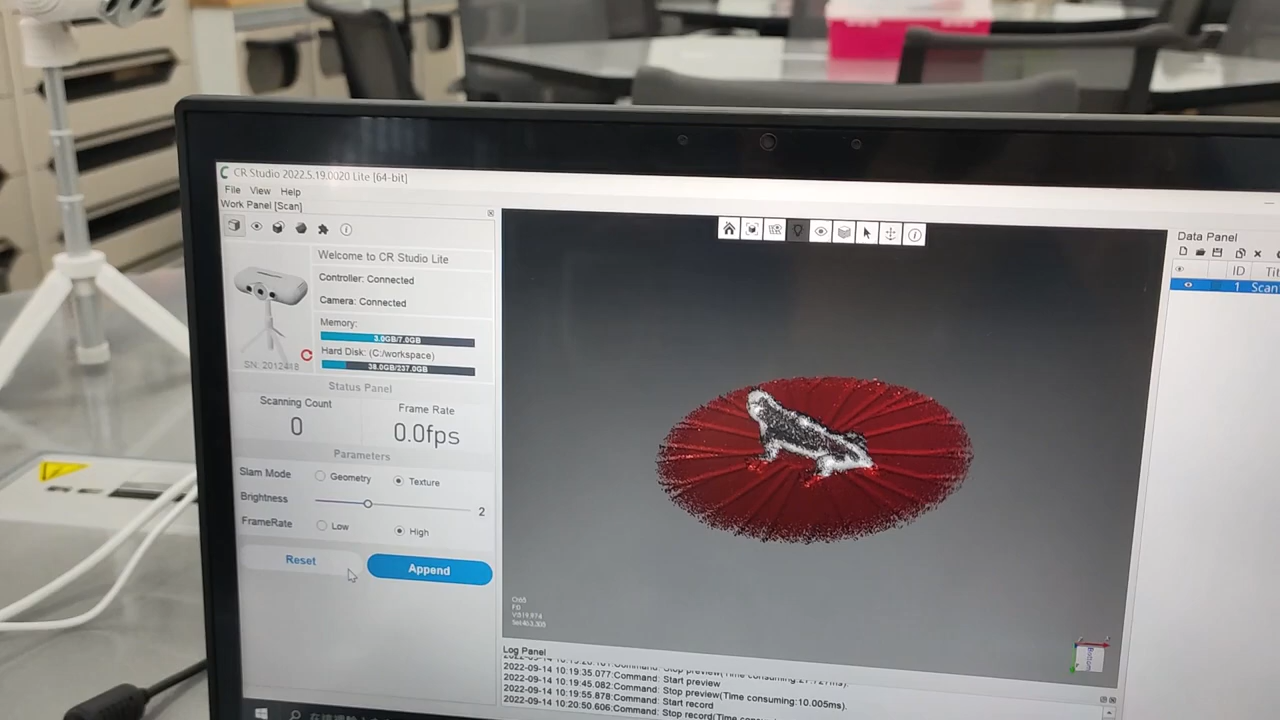 CR Studio 2022.5.19.0020 Lite [64-bit]
File View Help
Work Panel [Scan]
Welcome to CR Studio Lite
Controller: Connected
Camera: Connected
Memory:
3.0GB/7.0GB
Hard Disk: (C:/workspace)
38.0GB/237.0GB
SN: 2012418
Status Panel
Scanning Count
0
Frame Rate
0.0fps
Parameters
Slam Mode Geometry Texture
Brightness 2
FrameRate Low High
Reset Append
Data Panel
ID
1 Scan
Bottom
Log Panel
2022-09-14 10:19:35.077:Command: Start preview
2022-09-14 10:19:45.082:Command: Stop preview(Time consuming:10.005ms).
2022-09-14 10:19:55.878:Command: Start record
2022-09-14 10:20:50.606:Command: Stop record(Time